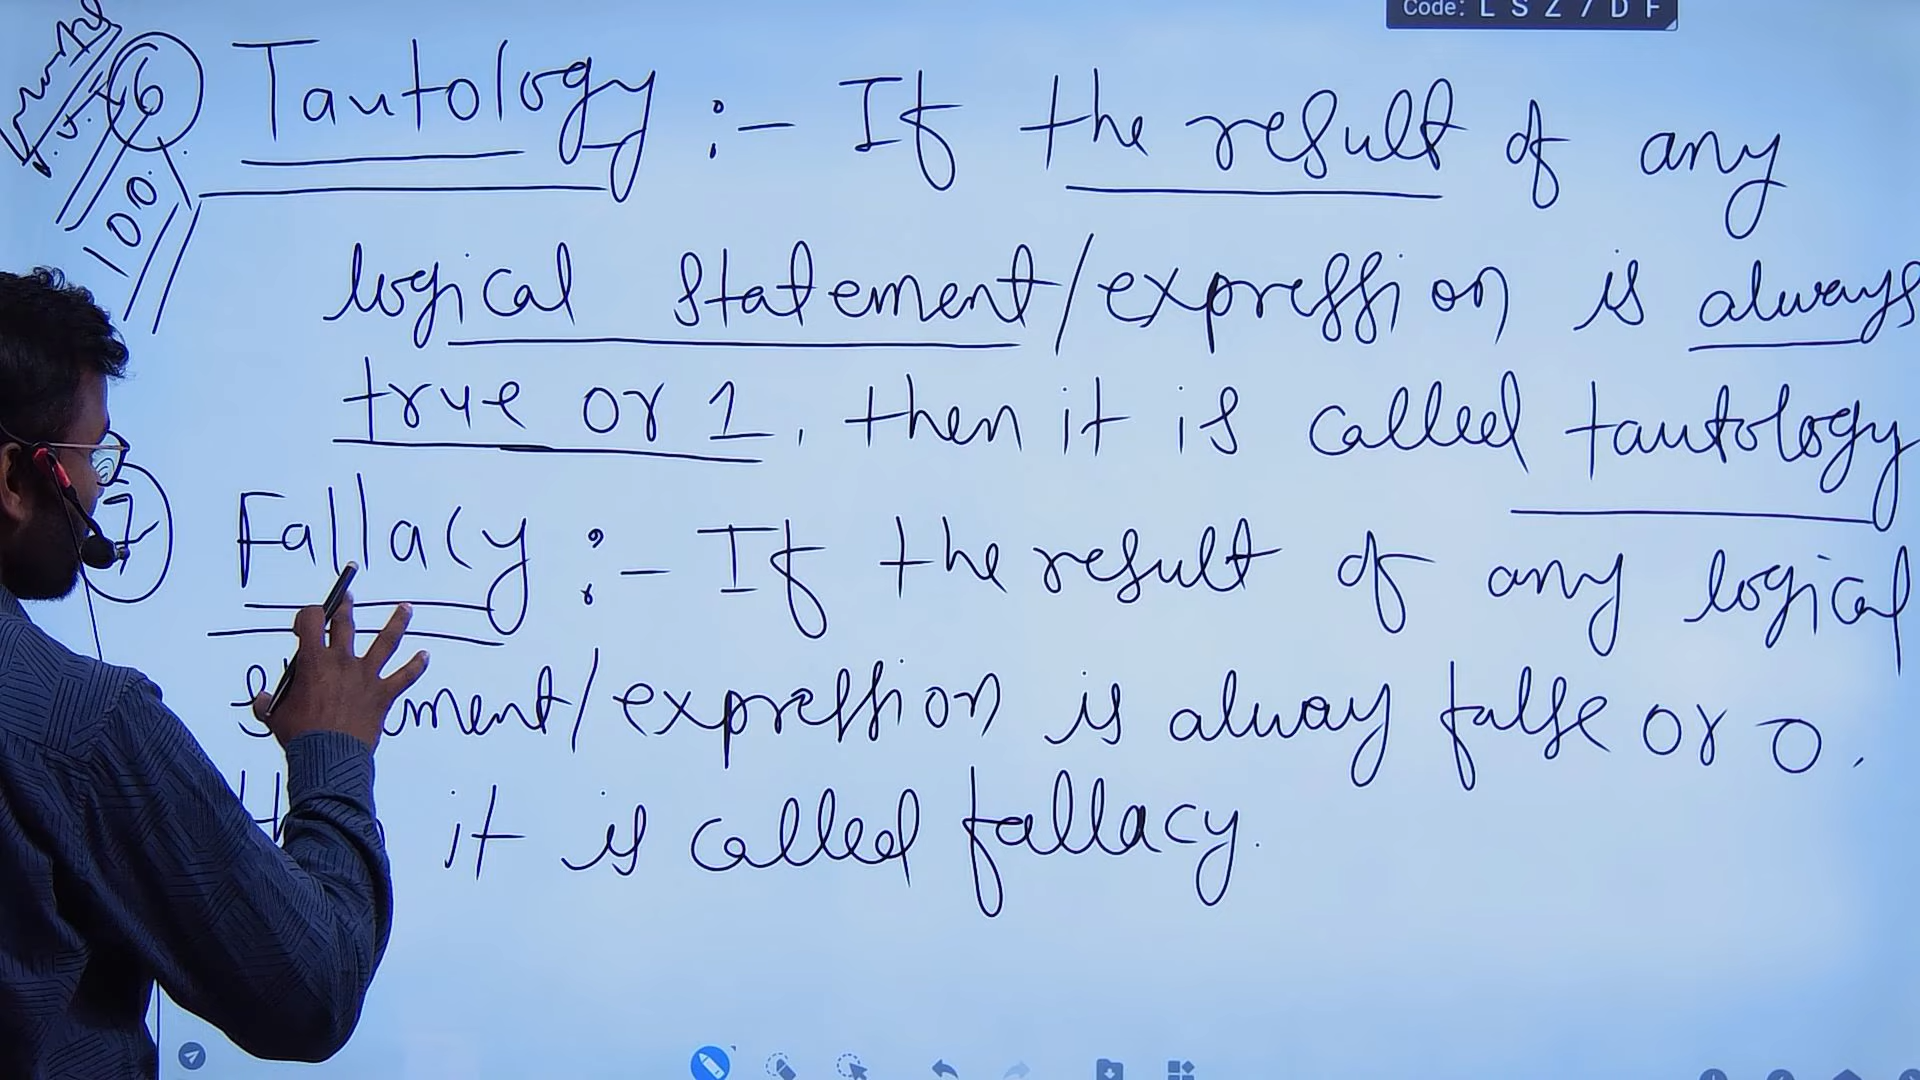 Code: L S Z 7 D F
6 Tautology :- If the result of any
100
logical statement/expression is always
true or 1, then it is called tautology
7 Fallacy :- If the result of any logical
expression is alway false or 0.
it is called fallacy.